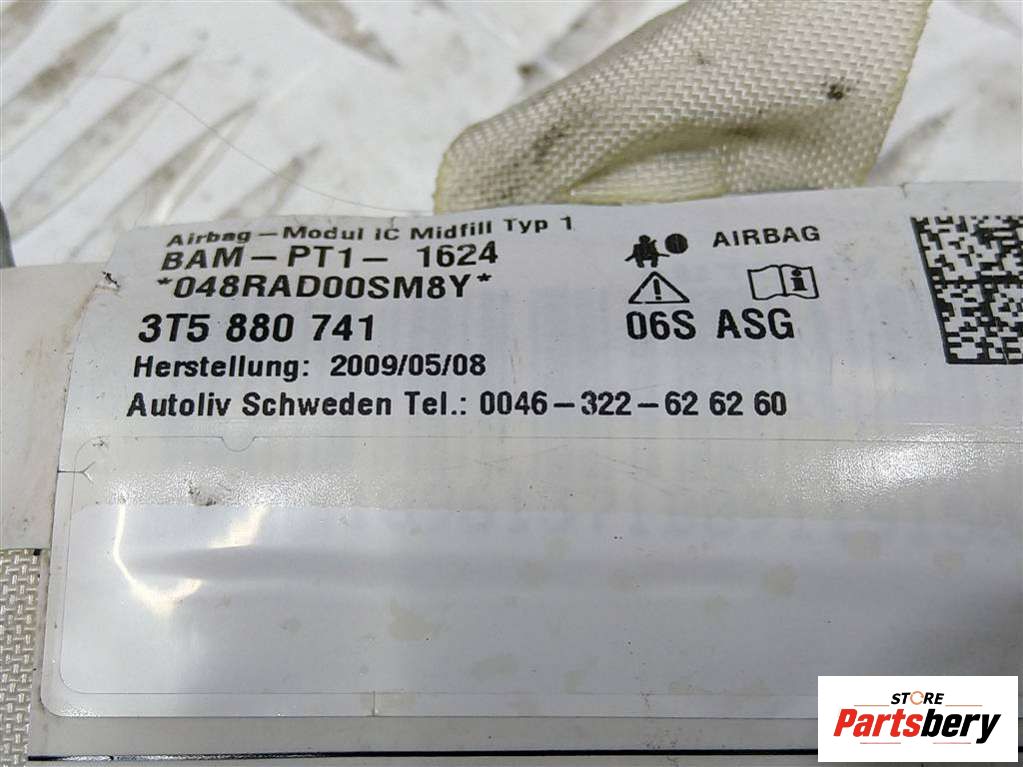 Airbag-Modul IC Midfill Typ 1
BAM-PT1- 1624
*048RAD00SM8Y*
3T5 880 741
Herstellung: 2009/05/08
Autoliv Schweden Tel.: 0046-322-62 62 60
AIRBAG
06S ASG
STORE
Partsbery